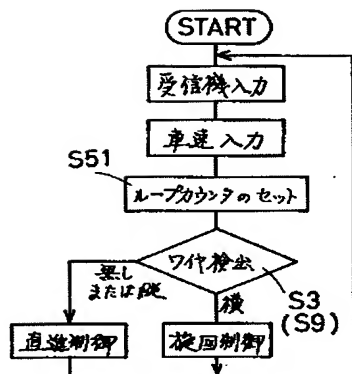 START
受信機入力
車速入力
S51
ループカウンタのセット
ワイヤ検出
無し
または縦
横
S3
(S9)
直進制御
旋回制御